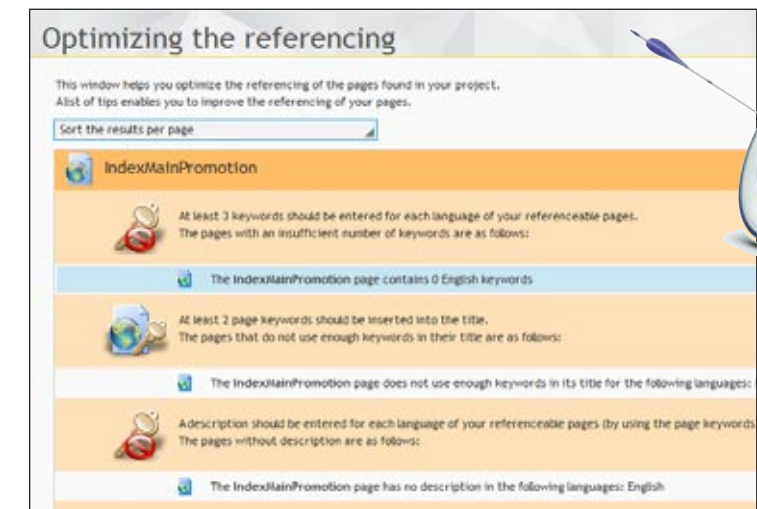 Optimizing the referencing
This window helps you optimize the referencing of the pages found in your project.
Alist of tips enables you to improve the referencing of your pages.
Sort the results per page
IndexMainPromotion
At least 3 keywords should be entered for each language of your referenceable pages.
The pages with an insufficient number of keywords are as follows:
The IndexMainPromotion page contains 0 English keywords
At least 2 page keywords should be inserted into the title.
The pages that do not use enough keywords in their title are as follows:
The IndexMainPromotion page does not use enough keywords in its title for the following languages:
A description should be entered for each language of your referenceable pages (by using the page keywords
The pages without description are as follows:
The IndexMainPromotion page has no description in the following languages: English